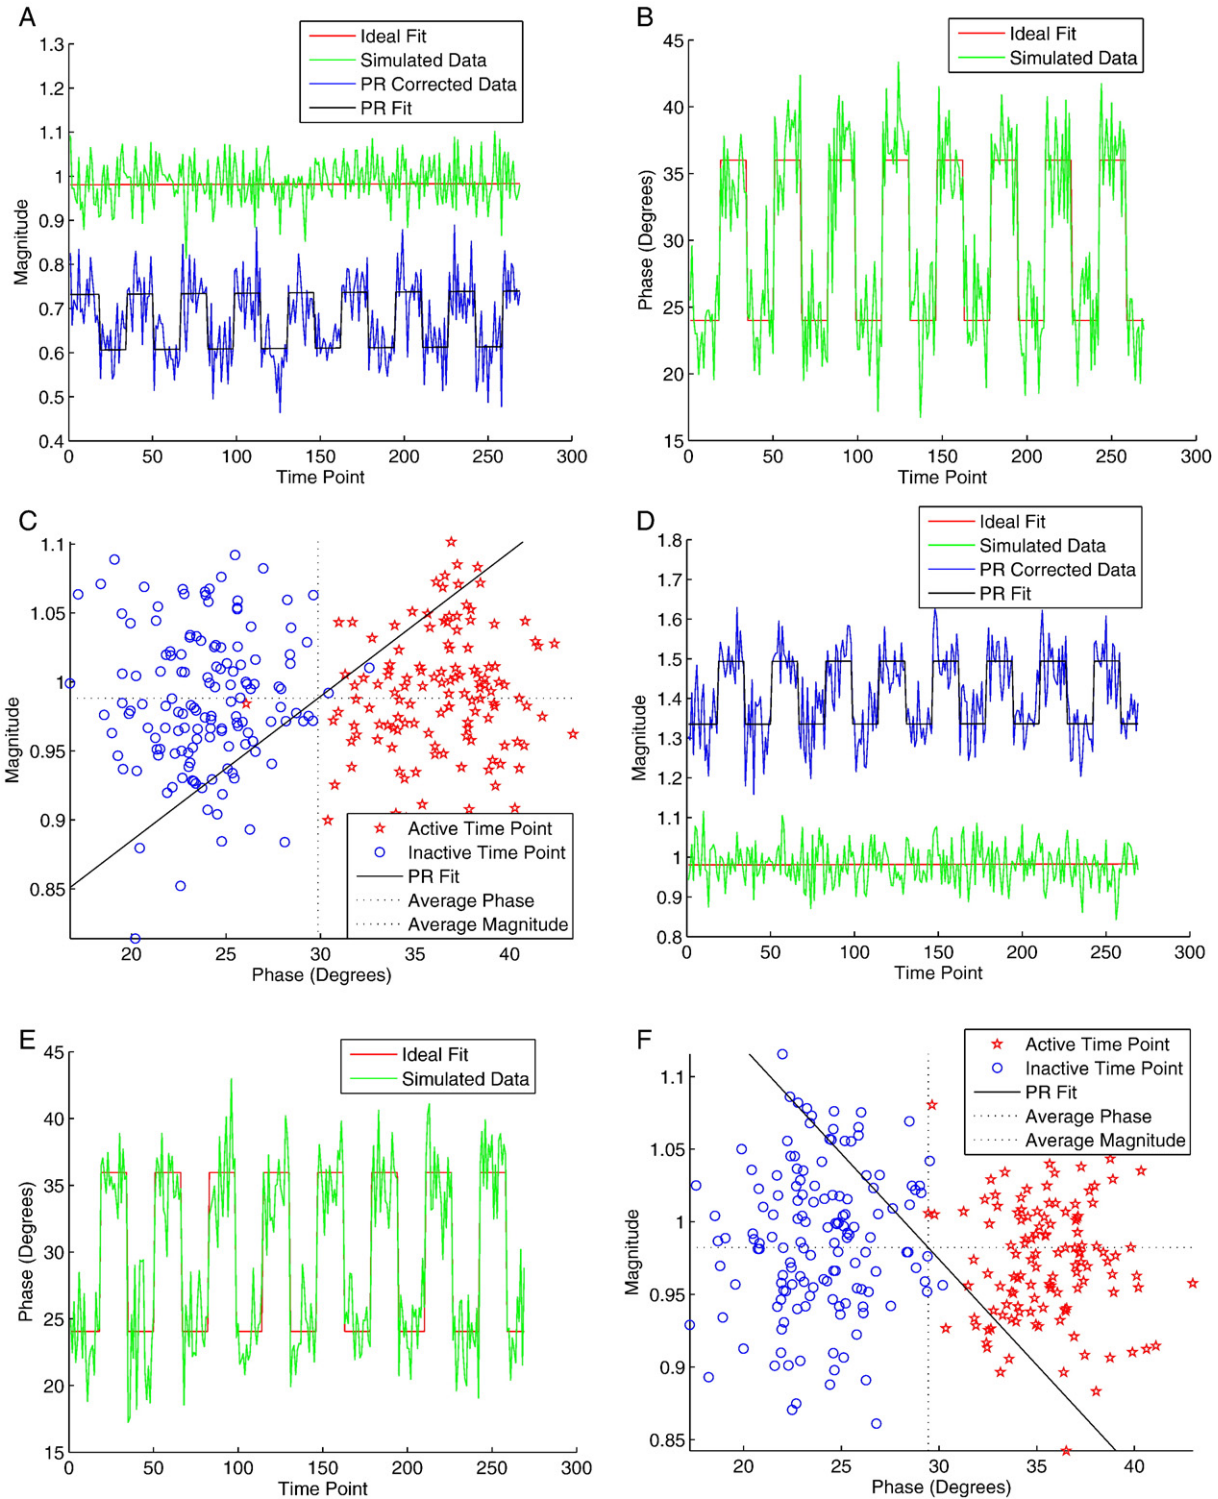 A
Ideal Fit
Simulated Data
PR Corrected Data
PR Fit
1.3
1.2
1.1
1
0.9
0.8
0.7
0.6
0.5
0.4
Magnitude
0 50 100 150 200 250 300
Time Point
B
Ideal Fit
Simulated Data
45
40
35
30
25
20
15
Phase (Degrees)
0 50 100 150 200 250 300
Time Point
C
1.1
1.05
1
0.95
0.9
0.85
Magnitude
Active Time Point
Inactive Time Point
PR Fit
Average Phase
Average Magnitude
20 25 30 35 40
Phase (Degrees)
D
Ideal Fit
Simulated Data
PR Corrected Data
PR Fit
1.8
1.7
1.6
1.5
1.4
1.3
1.2
1.1
1
0.9
0.8
Magnitude
0 50 100 150 200 250 300
Time Point
E
Ideal Fit
Simulated Data
45
40
35
30
25
20
15
Phase (Degrees)
0 50 100 150 200 250 300
Time Point
F
Active Time Point
Inactive Time Point
PR Fit
Average Phase
Average Magnitude
1.1
1.05
1
0.95
0.9
0.85
Magnitude
20 25 30 35 40
Phase (Degrees)